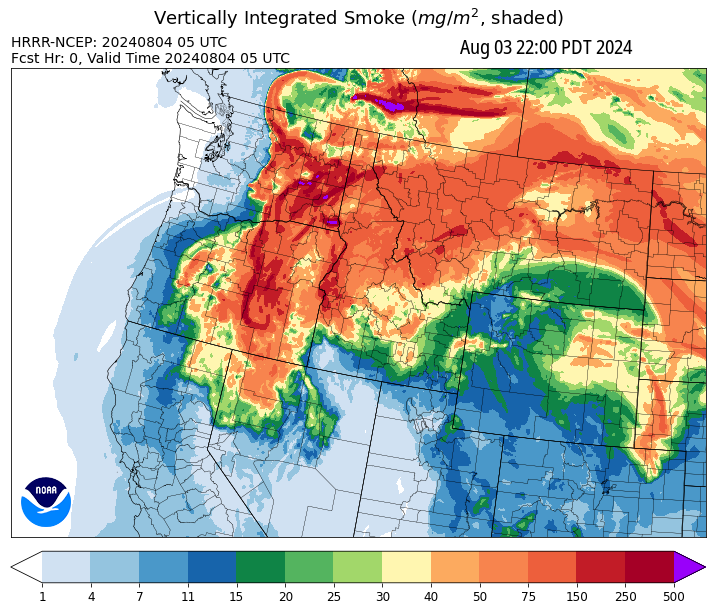 Vertically Integrated Smoke (mg/m², shaded)
HRRR-NCEP: 20240804 05 UTC
Fcst Hr: 0, Valid Time 20240804 05 UTC
Aug 03 22:00 PDT 2024
NOAA
1 4 7 11 15 20 25 30 40 50 75 150 250 500